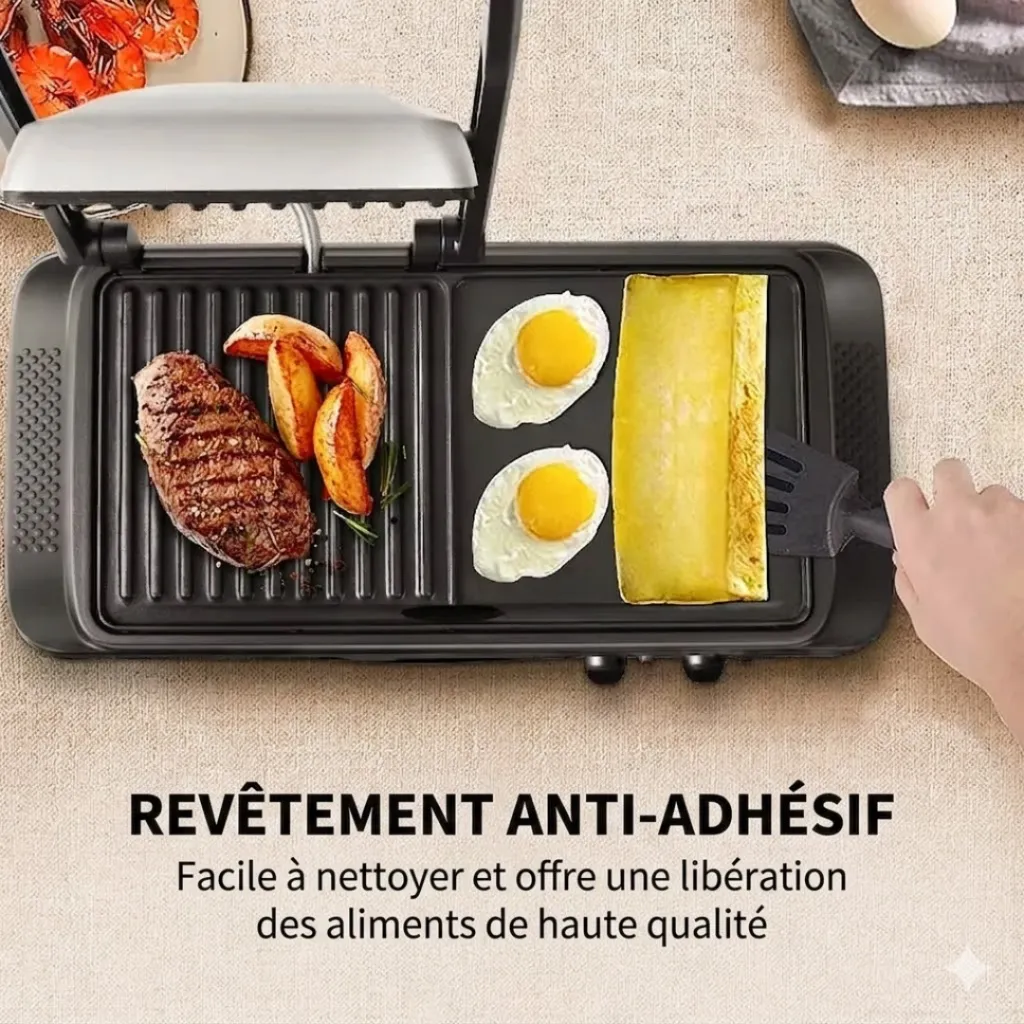 REVÊTEMENT ANTI-ADHÉSIF
Facile à nettoyer et offre une libération
des aliments de haute qualité